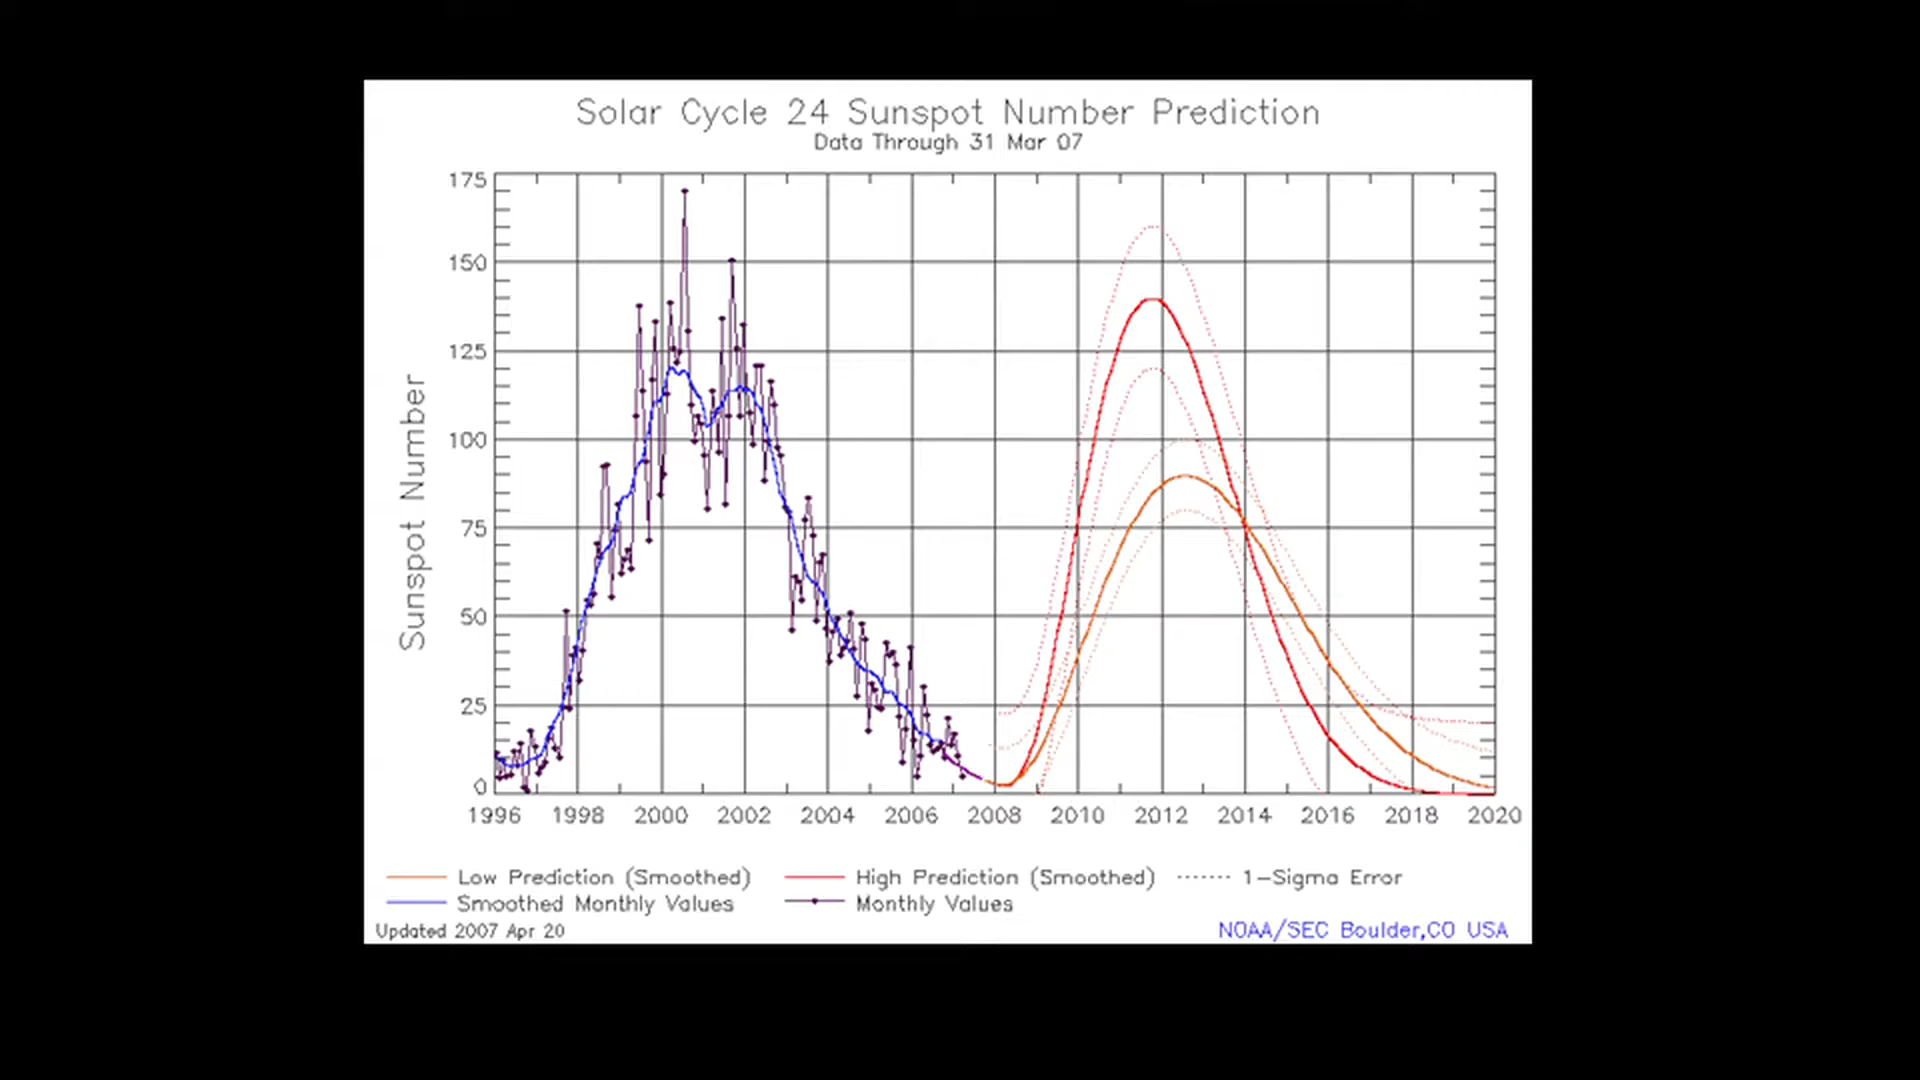 Solar Cycle 24 Sunspot Number Prediction
Data Through 31 Mar 07
175
150
125
100
75
50
25
0
Sunspot Number
1996 1998 2000 2002 2004 2006 2008 2010 2012 2014 2016 2018 2020
Low Prediction (Smoothed) High Prediction (Smoothed) 1-Sigma Error
Smoothed Monthly Values Monthly Values
Updated 2007 Apr 20 NOAA/SEC Boulder,CO USA